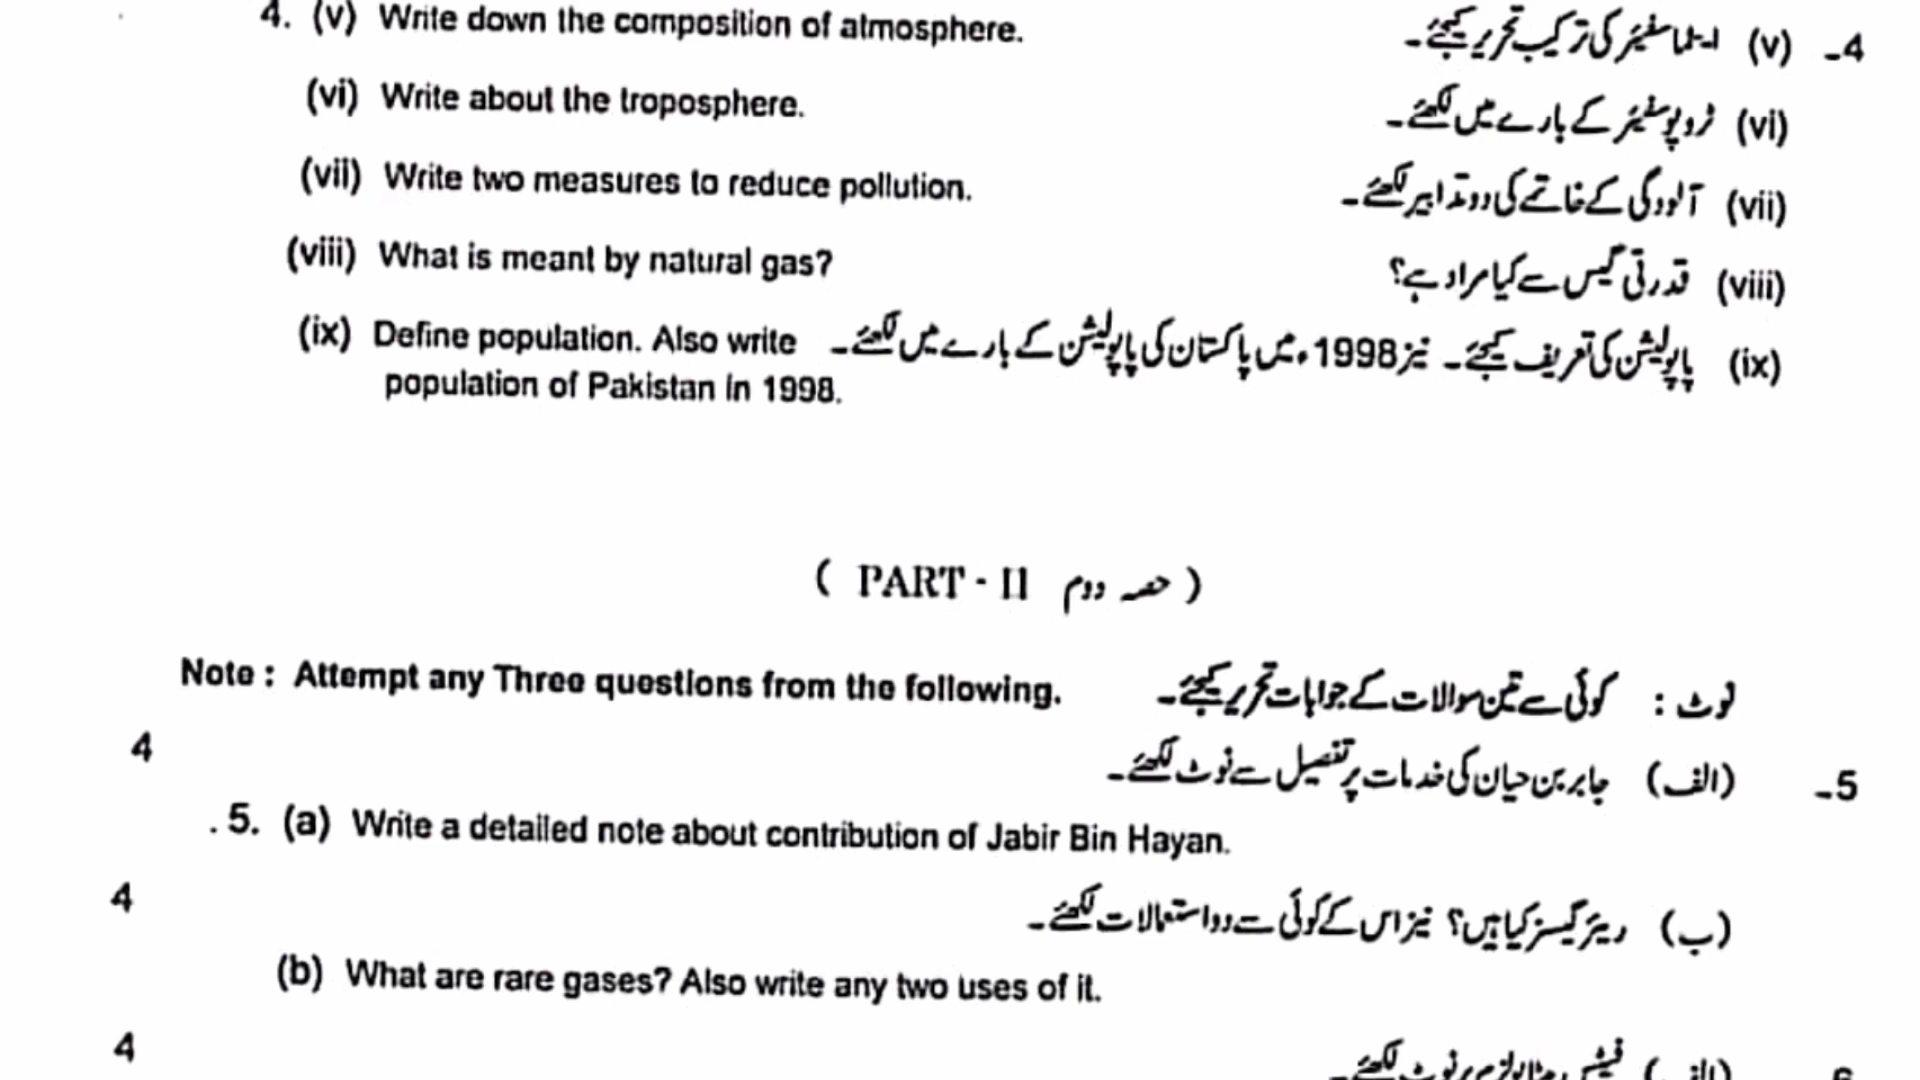 4. (v) Write down the composition of atmosphere. -4 (v) اسٹماسفیئر کی ترکیب تحریر کیجئے۔
(vi) Write about the troposphere. (vi) ٹروپوسفیئر کے بارے میں لکھئے۔
(vii) Write two measures to reduce pollution. (vii) آلودگی کے خاتمے کی دو تدابیر لکھئے۔
(viii) What is meant by natural gas? (viii) قدرتی گیس سے کیا مراد ہے؟
(ix) Define population. Also write (ix) پاپولیشن کی تعریف کیجئے۔ نیز 1998ء میں پاکستان کی پاپولیشن کے بارے میں لکھئے۔
population of Pakistan in 1998.
( PART - II حصہ دوم )
Note : Attempt any Three questions from the following. نوٹ : کوئی سے تین سوالات کے جوابات تحریر کیجئے۔
4 -5 (الف) جابر بن حیان کی خدمات پر تفصیل سے نوٹ لکھئے۔
. 5. (a) Write a detailed note about contribution of Jabir Bin Hayan.
4 (ب) ریئر گیسز کیا ہیں؟ نیز اس کے کوئی سے دو استعمالات لکھئے۔
(b) What are rare gases? Also write any two uses of it.
4 (الف) نوٹ لکھئے۔